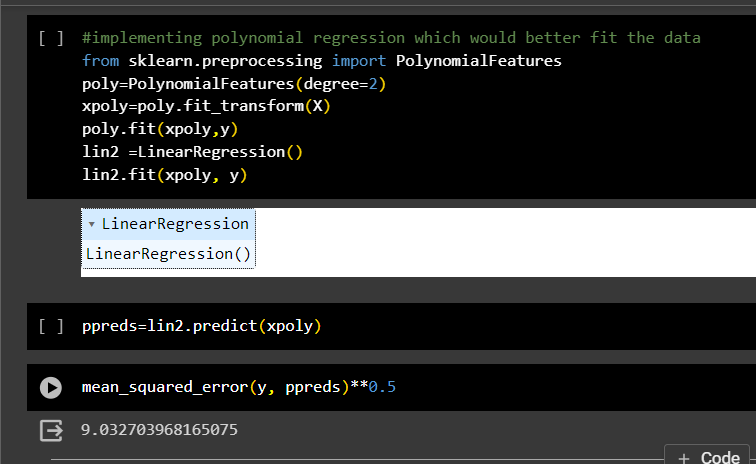 [ ] #implementing polynomial regression which would better fit the data
from sklearn.preprocessing import PolynomialFeatures
poly=PolynomialFeatures(degree=2)
xpoly=poly.fit_transform(X)
poly.fit(xpoly,y)
lin2 =LinearRegression()
lin2.fit(xpoly, y)
▾ LinearRegression
LinearRegression()
[ ] ppreds=lin2.predict(xpoly)
mean_squared_error(y, ppreds)**0.5
9.032703968165075
+ Code